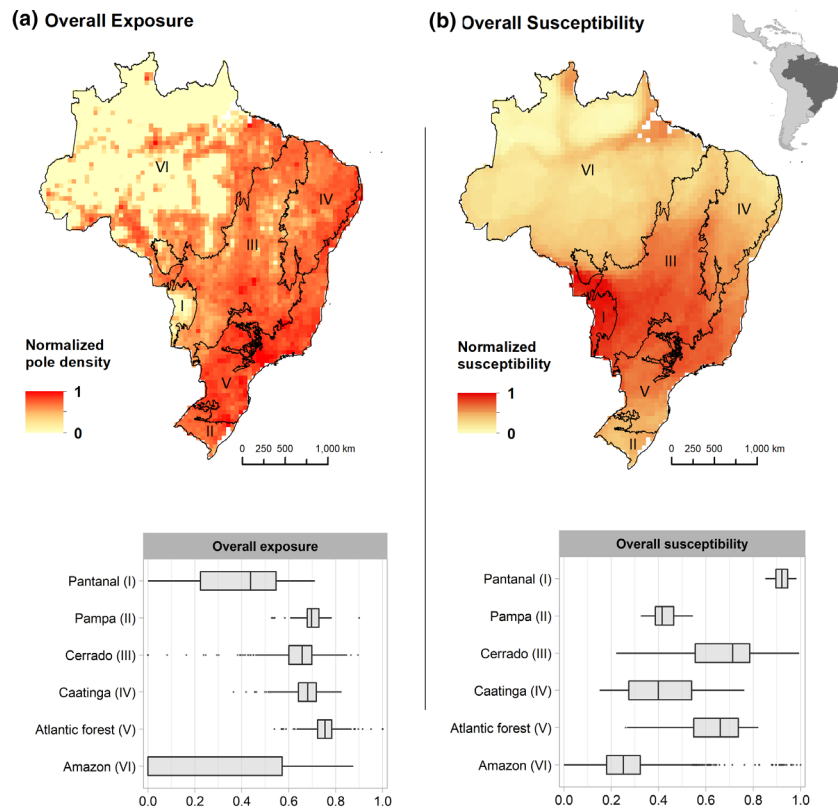 (a) Overall Exposure
VI
IV
III
I
V
II
Normalized
pole density
1
0
0 250 500 1,000 km
(b) Overall Susceptibility
VI
IV
III
I
V
II
Normalized
susceptibility
1
0
0 250 500 1,000 km
Overall exposure
Pantanal (I)
Pampa (II)
Cerrado (III)
Caatinga (IV)
Atlantic forest (V)
Amazon (VI)
0.0 0.2 0.4 0.6 0.8 1.0
Overall susceptibility
Pantanal (I)
Pampa (II)
Cerrado (III)
Caatinga (IV)
Atlantic forest (V)
Amazon (VI)
0.0 0.2 0.4 0.6 0.8 1.0